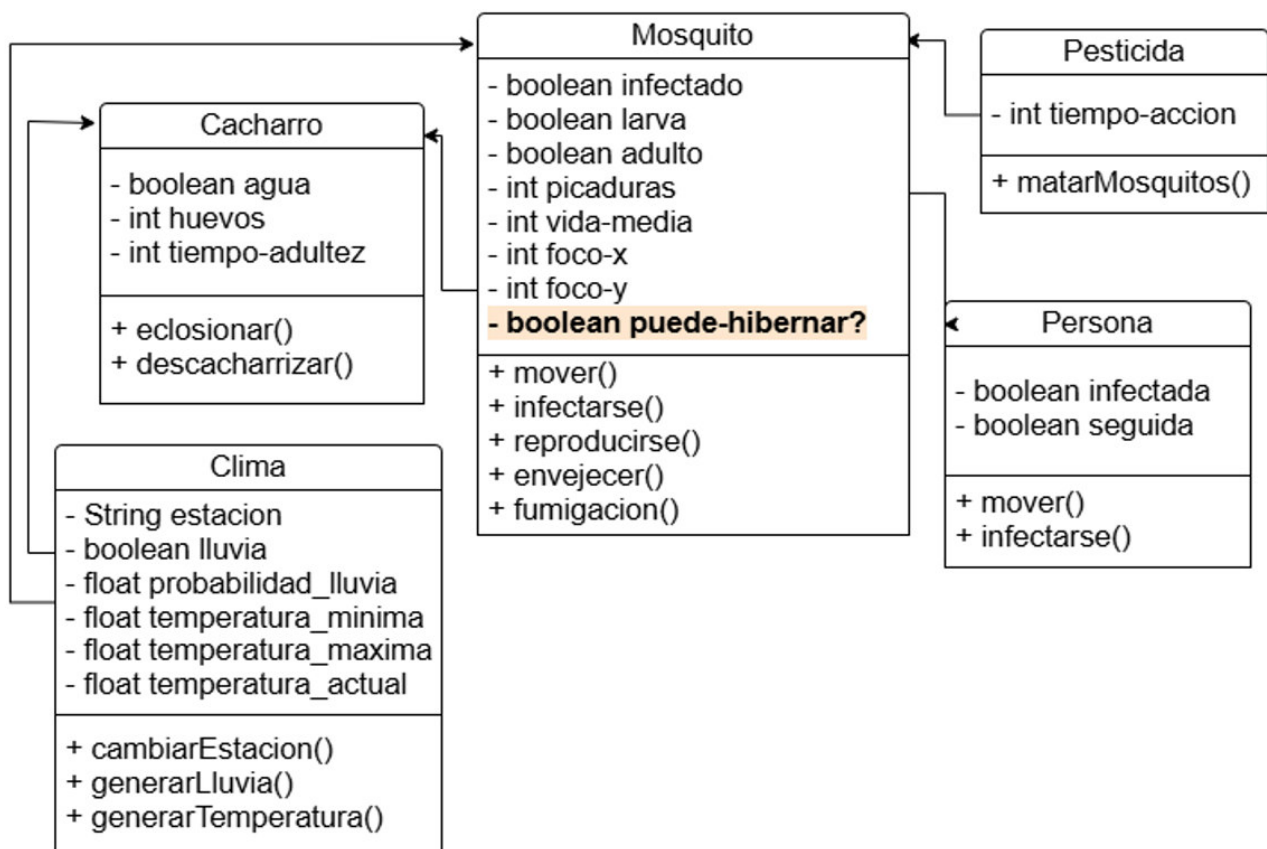 Mosquito
- boolean infectado
- boolean larva
- boolean adulto
- int picaduras
- int vida-media
- int foco-x
- int foco-y
- boolean puede-hibernar?
+ mover()
+ infectarse()
+ reproducirse()
+ envejecer()
+ fumigacion()
Pesticida
- int tiempo-accion
+ matarMosquitos()
Cacharro
- boolean agua
- int huevos
- int tiempo-adultez
+ eclosionar()
+ descacharrizar()
Persona
- boolean infectada
- boolean seguida
+ mover()
+ infectarse()
Clima
- String estacion
- boolean lluvia
- float probabilidad_lluvia
- float temperatura_minima
- float temperatura_maxima
- float temperatura_actual
+ cambiarEstacion()
+ generarLluvia()
+ generarTemperatura()